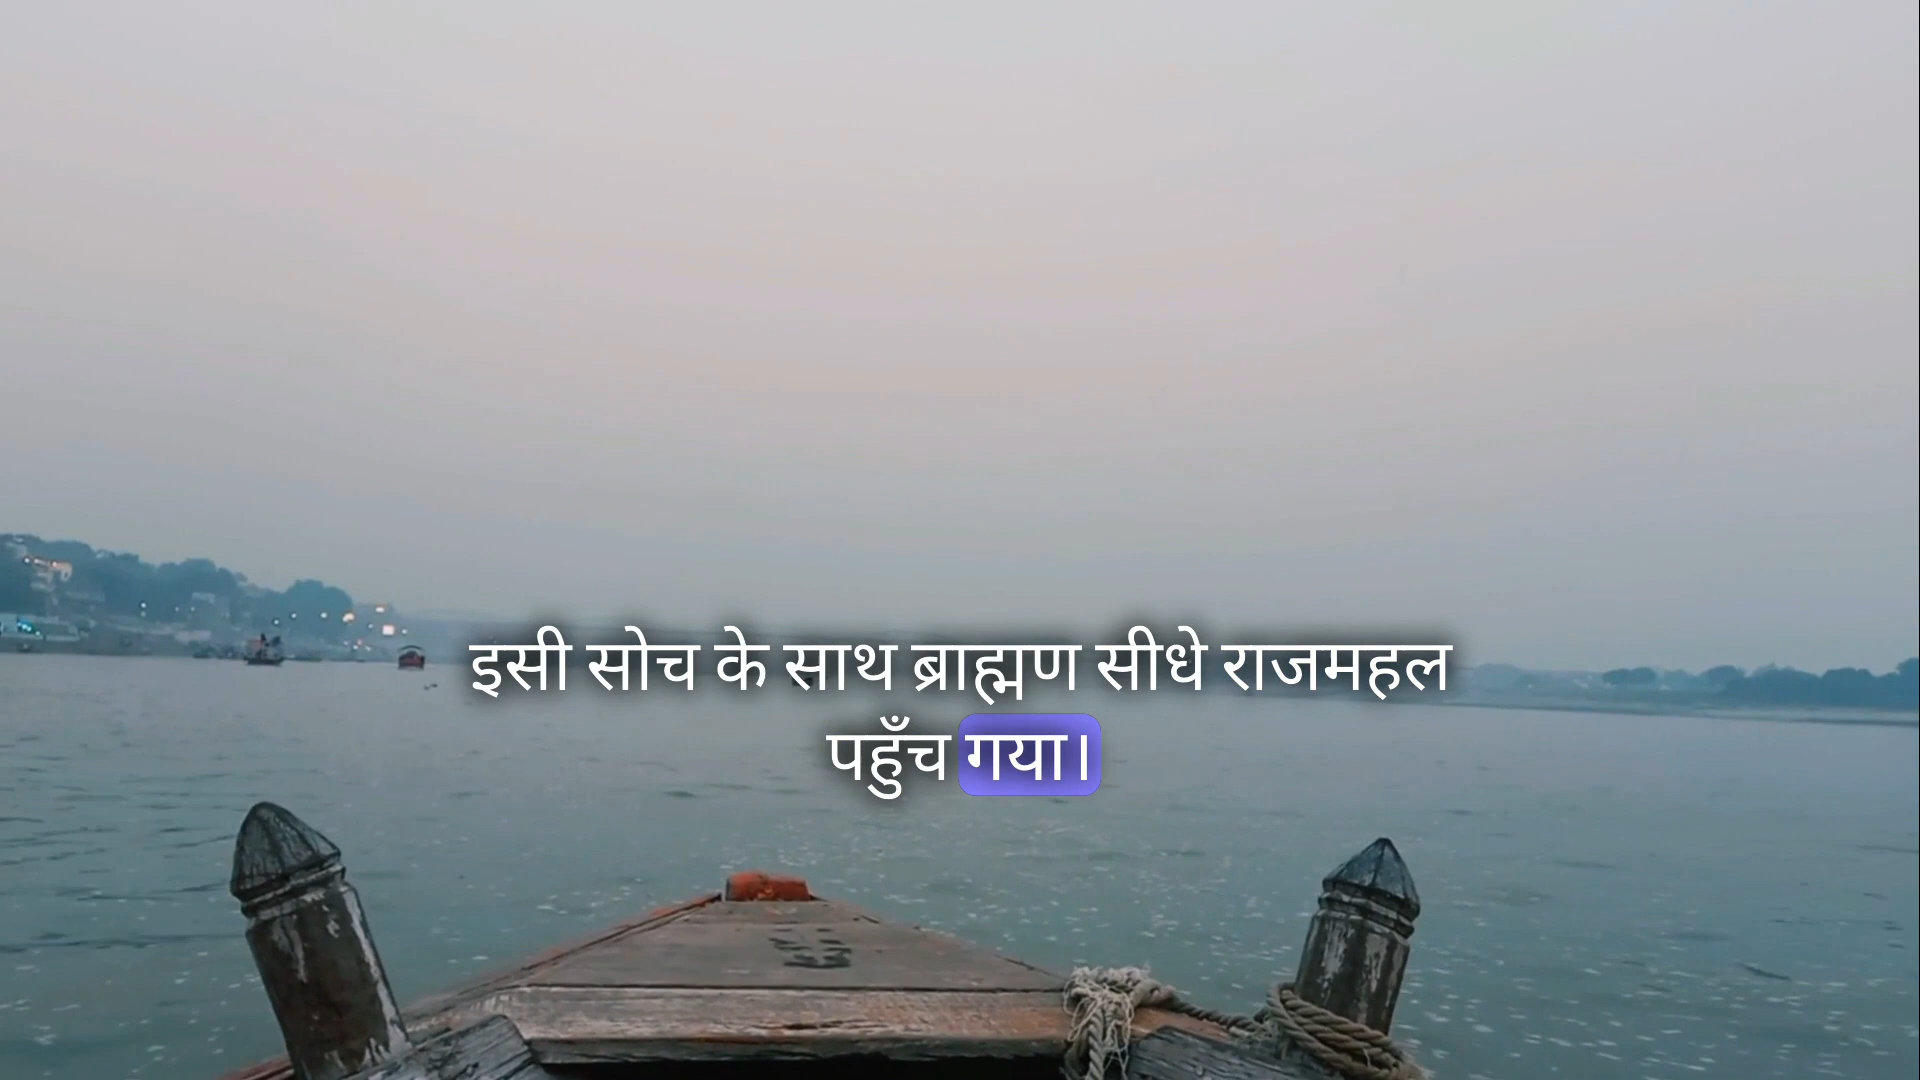 इसी सोच के साथ ब्राह्मण सीधे राजमहल
पहुँच गया।